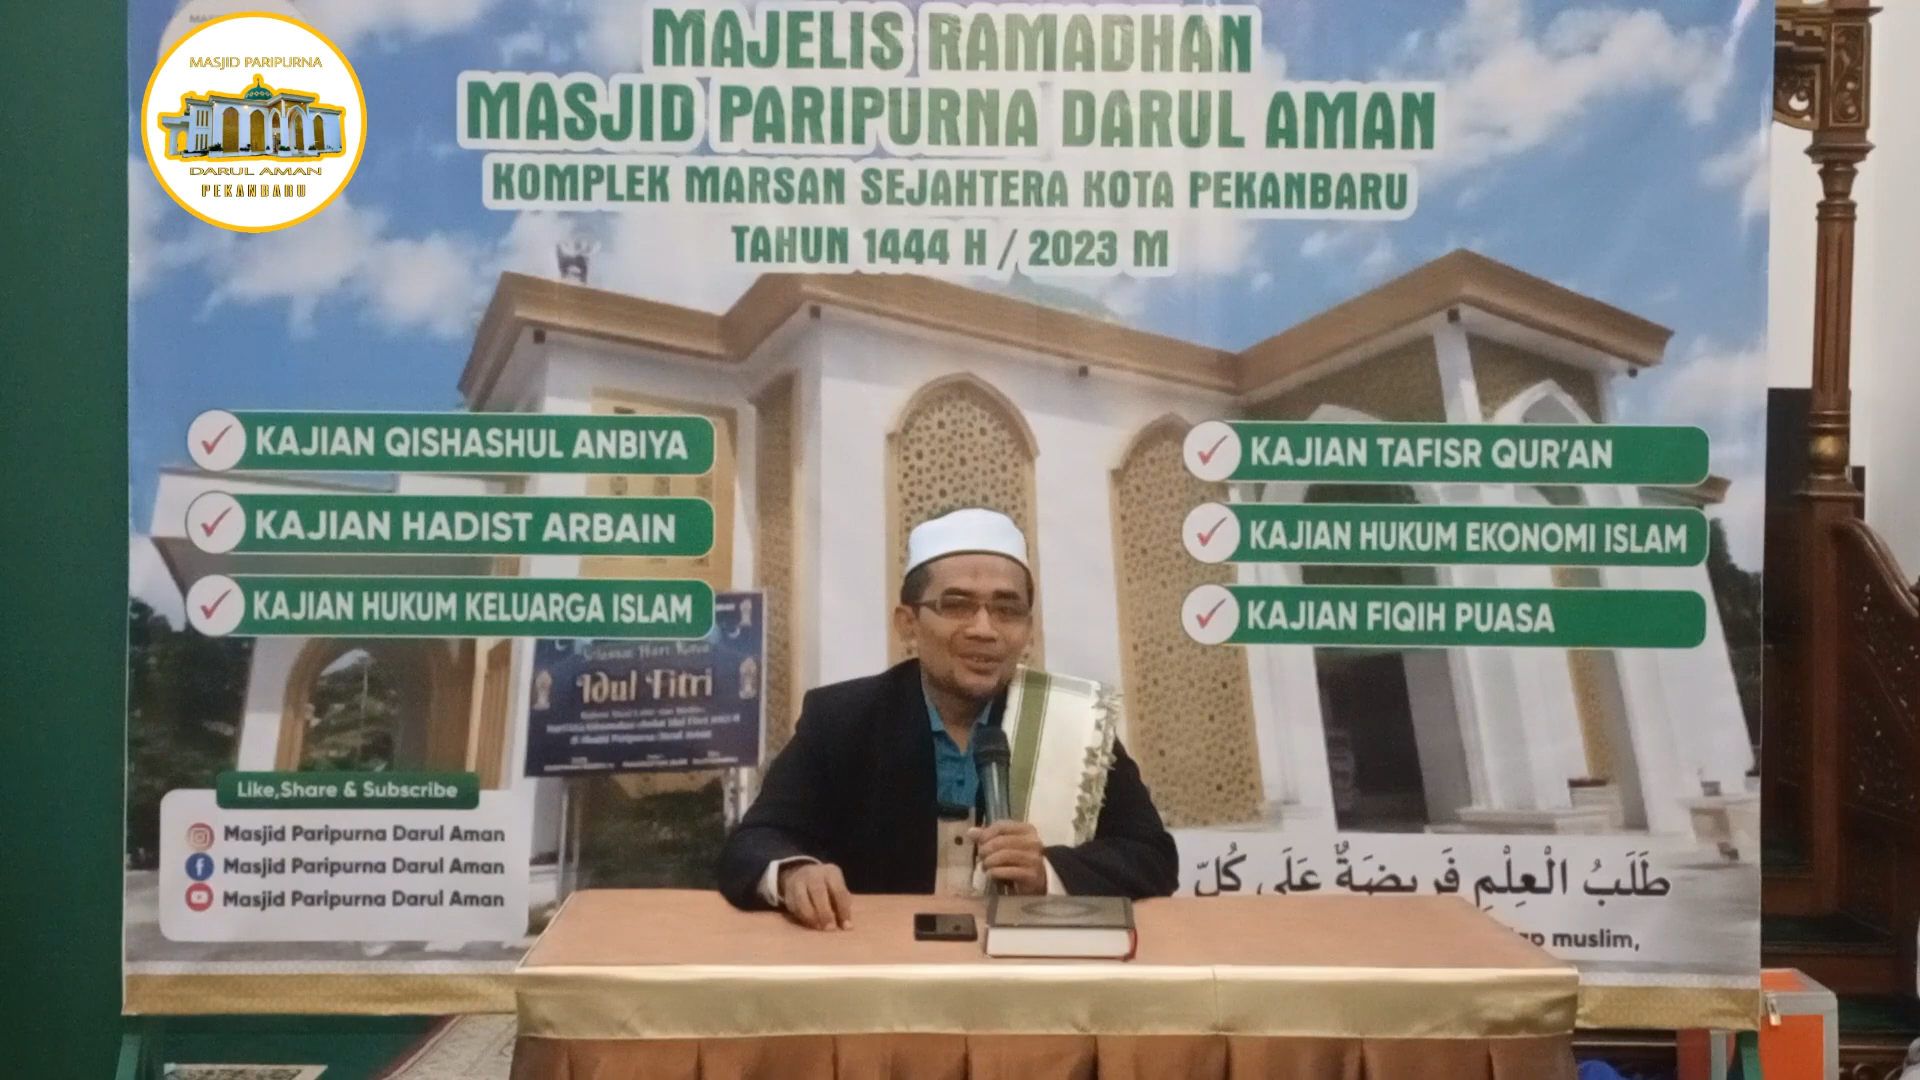 MASJID PARIPURNA
DARUL AMAN
PEKANBARU
MAJELIS RAMADHAN
MASJID PARIPURNA DARUL AMAN
KOMPLEK MARSAN SEJAHTERA KOTA PEKANBARU
TAHUN 1444 H / 2023 M
KAJIAN QISHASHUL ANBIYA
KAJIAN HADIST ARBAIN
KAJIAN HUKUM KELUARGA ISLAM
KAJIAN TAFISR QUR'AN
KAJIAN HUKUM EKONOMI ISLAM
KAJIAN FIQIH PUASA
Selamat Hari Raya
Idul Fitri
Like,Share & Subscribe
Masjid Paripurna Darul Aman
Masjid Paripurna Darul Aman
Masjid Paripurna Darul Aman
طَلَبُ الْعِلْمِ فَرِيضَةٌ عَلَى كُلِّ
muslim,